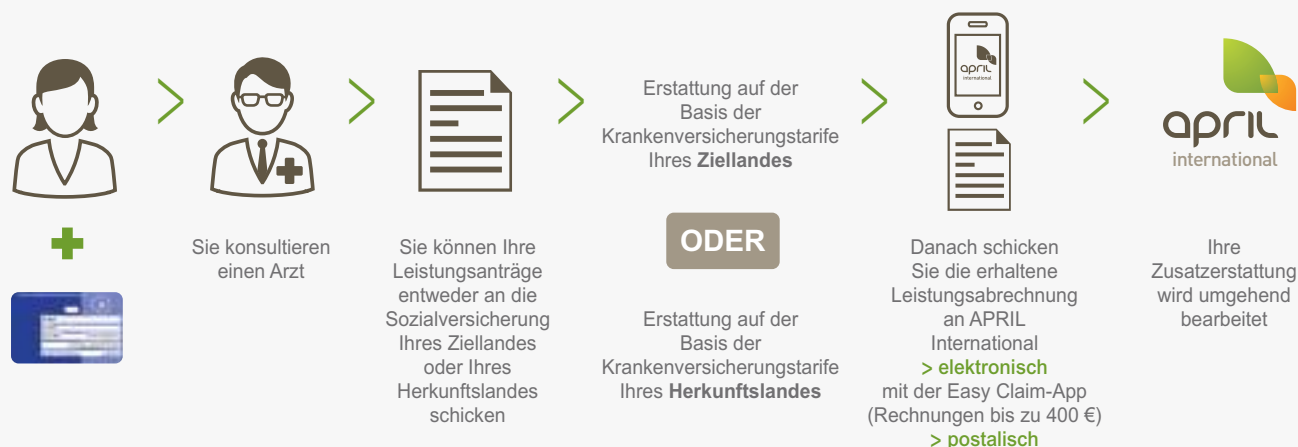 Sie konsultieren
einen Arzt
Sie können Ihre
Leistungsanträge
entweder an die
Sozialversicherung
Ihres Ziellandes
oder Ihres
Herkunftslandes
schicken
Erstattung auf der
Basis der
Krankenversicherungstarife
Ihres Ziellandes
ODER
Erstattung auf der
Basis der
Krankenversicherungstarife
Ihres Herkunftslandes
april
international
Danach schicken
Sie die erhaltene
Leistungsabrechnung
an APRIL
International
> elektronisch
mit der Easy Claim-App
(Rechnungen bis zu 400 €)
> postalisch
april
international
Ihre
Zusatzerstattung
wird umgehend
bearbeitet